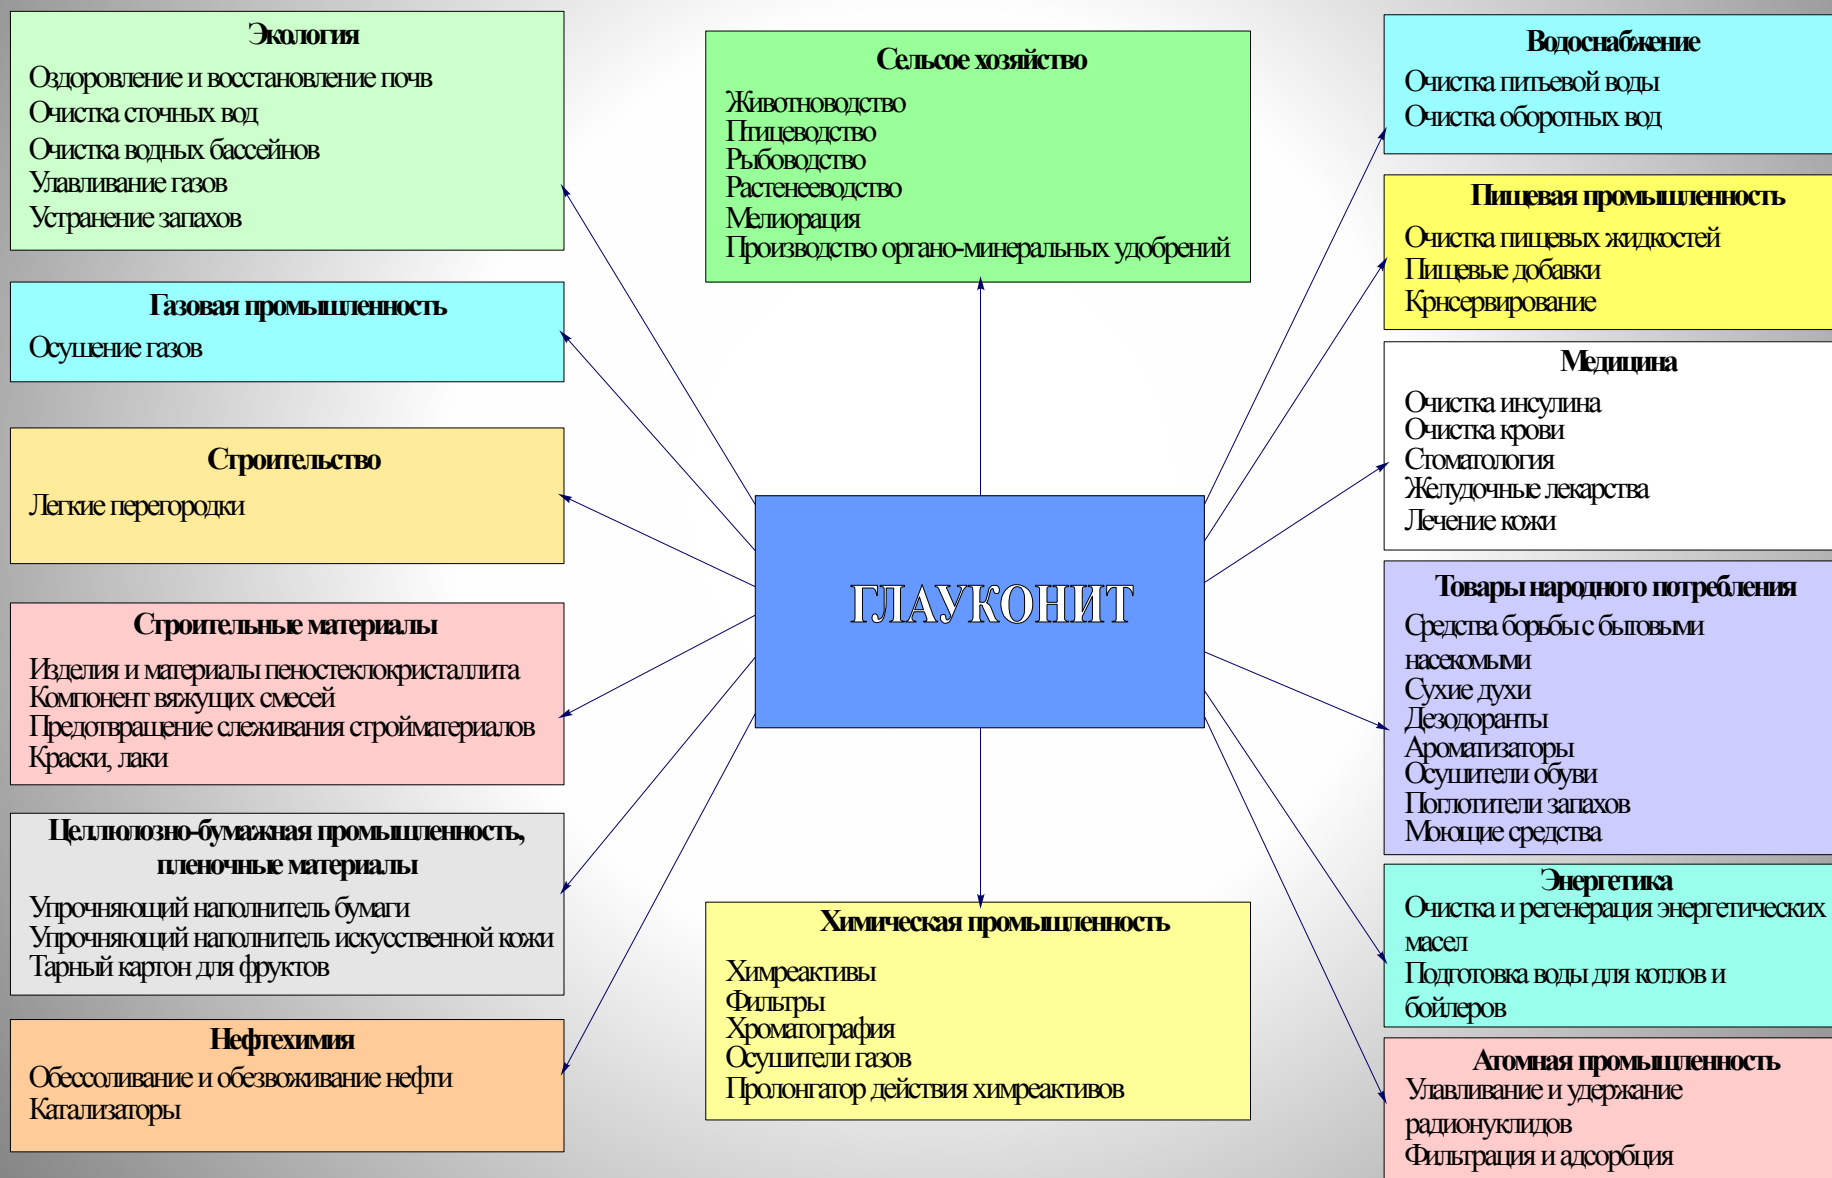 Экология
Оздоровление и восстановление почв
Очистка сточных вод
Очистка водных бассейнов
Улавливание газов
Устранение запахов
Газовая промышленность
Осушение газов
Строительство
Легкие перегородки
Строительные материалы
Изделия и материалы пеностеклокристаллита
Компонент вяжущих смесей
Предотвращение слеживания стройматериалов
Краски, лаки
Целлюлозно-бумажная промышленность,
пленочные материалы
Упрочняющий наполнитель бумаги
Упрочняющий наполнитель искусственной кожи
Тарный картон для фруктов
Нефтехимия
Обессоливание и обезвоживание нефти
Катализаторы
Сельсое хозяйство
Животноводство
Птицеводство
Рыбоводство
Растенееводство
Мелиорация
Производство органо-минеральных удобрений
ГЛАУКОНИТ
Химическая промышленность
Химреактивы
Фильтры
Хроматография
Осушители газов
Пролонгатор действия химреактивов
Водоснабжение
Очистка питьевой воды
Очистка оборотных вод
Пищевая промышленность
Очистка пищевых жидкостей
Пищевые добавки
Крнсервирование
Медицина
Очистка инсулина
Очистка крови
Стоматология
Желудочные лекарства
Лечение кожи
Товары народного потребления
Средства борьбы с бытовыми
насекомыми
Сухие духи
Дезодоранты
Ароматизаторы
Осушители обуви
Поглотители запахов
Моющие средства
Энергетика
Очистка и регенерация энергетических
масел
Подготовка воды для котлов и
бойлеров
Атомная промышленность
Улавливание и удержание
радионуклидов
Фильтрация и адсорбция